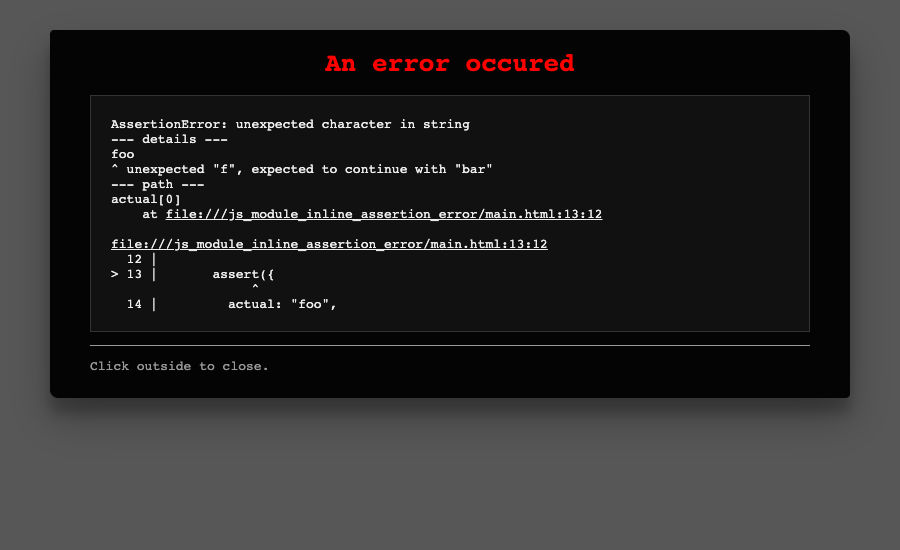 An error occured
AssertionError: unexpected character in string
--- details ---
foo
^ unexpected "f", expected to continue with "bar"
--- path ---
actual[0]
    at file:///js_module_inline_assertion_error/main.html:13:12

file:///js_module_inline_assertion_error/main.html:13:12
  12 |
> 13 |       assert({
                  ^
  14 |         actual: "foo",
Click outside to close.